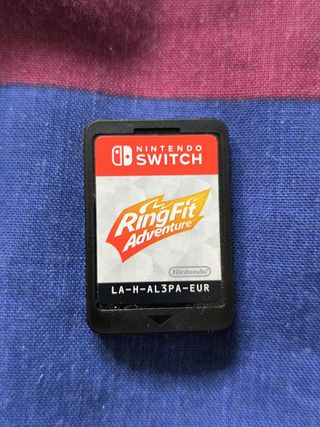 NINTENDO
SWITCH
RingFit
Adventure
Nintendo
LA-H-AL3PA-EUR